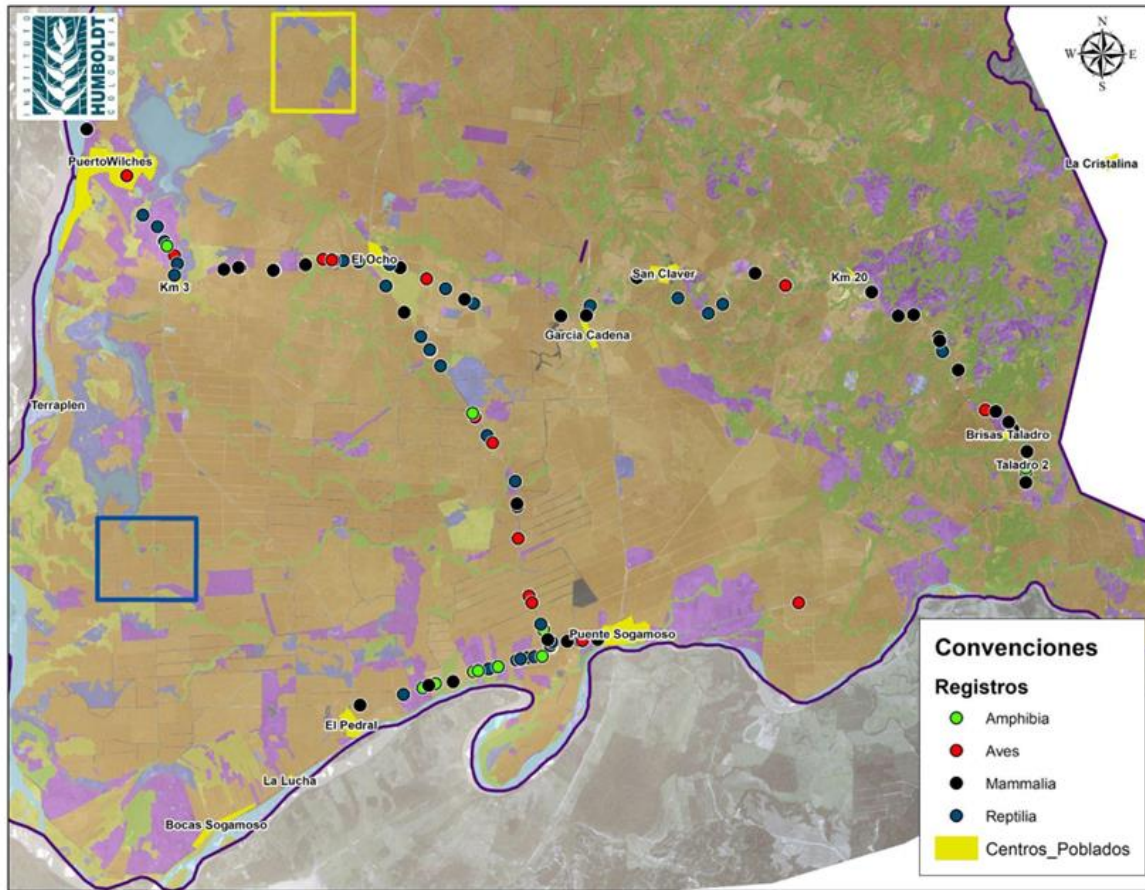 INSTITUTO
HUMBOLDT
COLOMBIA
N
W
E
S
PuertoWilches
La Cristalina
El Ocho
San Claver
Km 20
Km 3
Garcia Cadena
Terraplen
Brisas Taladro
Taladro 2
Puente Sogamoso
El Pedral
La Lucha
Bocas Sogamoso
Convenciones
Registros
Amphibia
Aves
Mammalia
Reptilia
Centros_Poblados